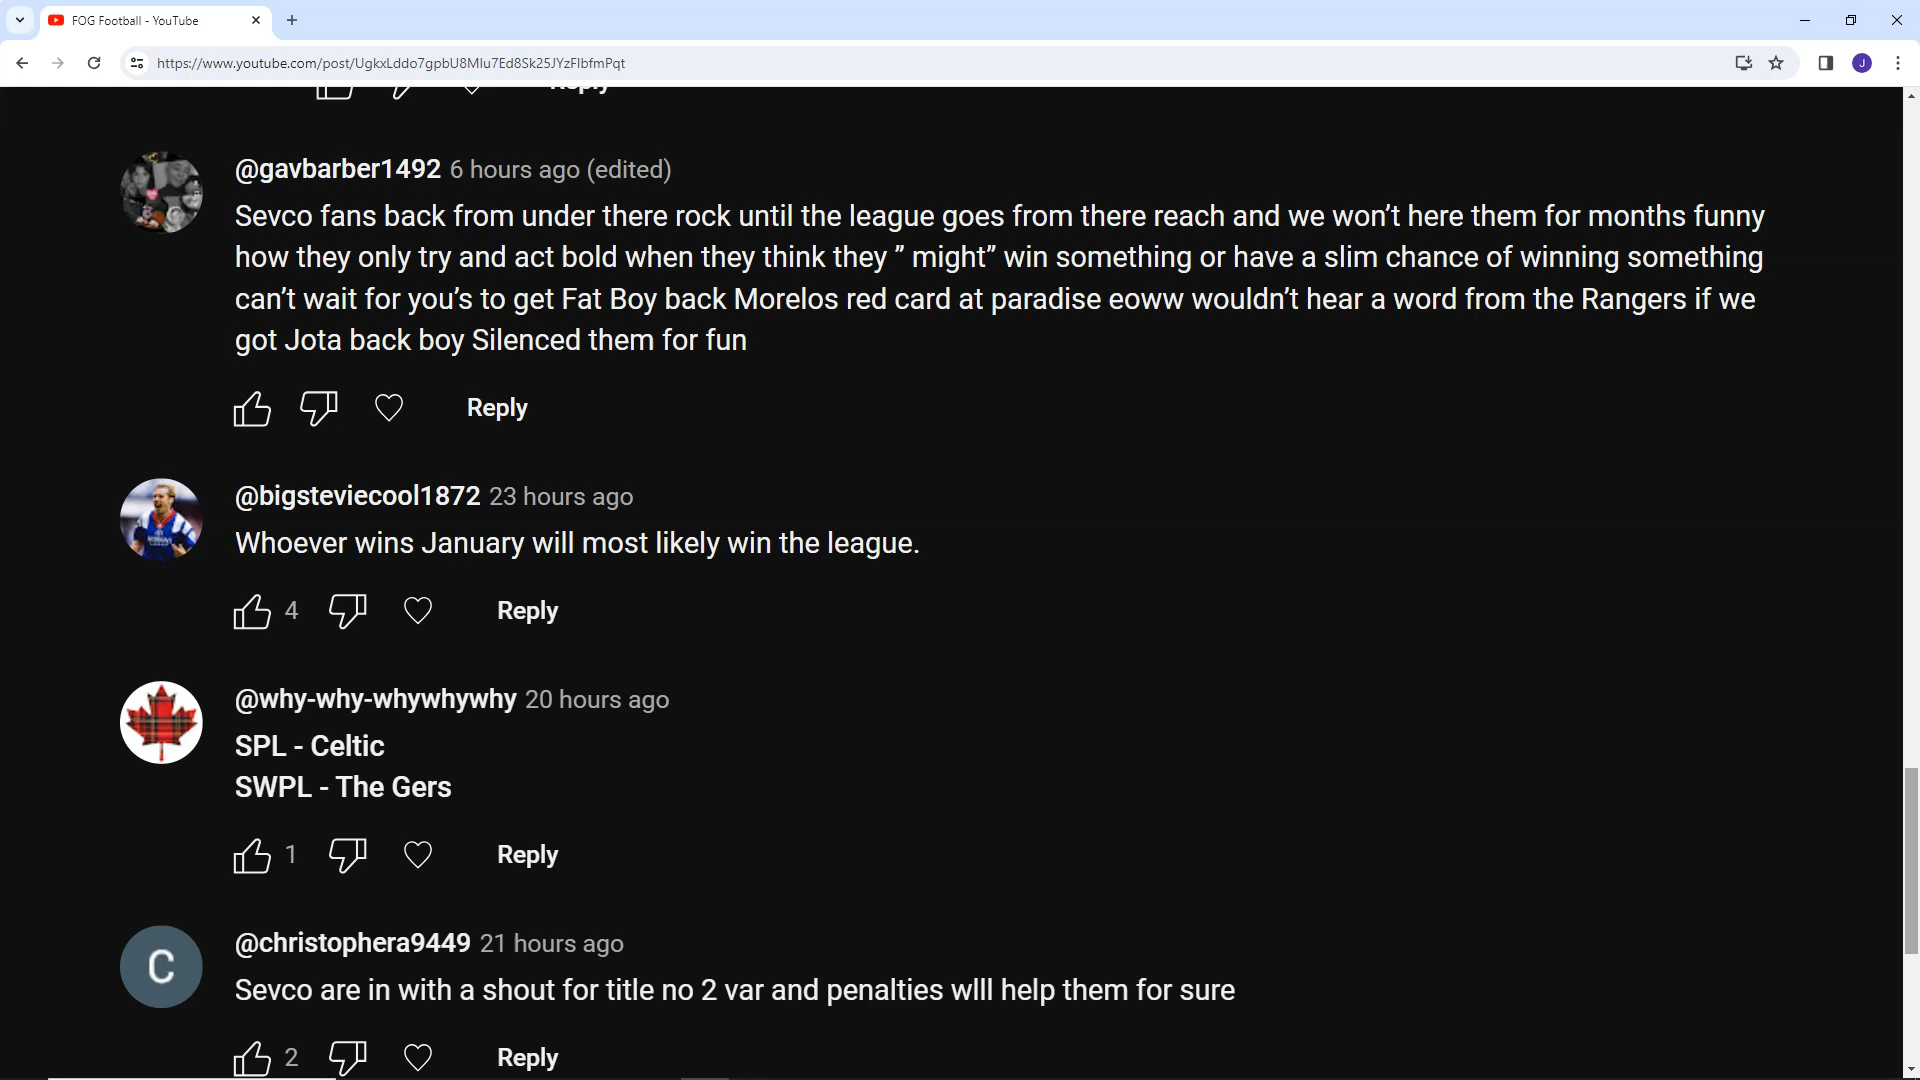 FOG Football - YouTube
https://www.youtube.com/post/UgkxLddo7gpbU8Mlu7Ed8Sk25JYzFlbfmPqt
J
Reply
@gavbarber1492 6 hours ago (edited)
Sevco fans back from under there rock until the league goes from there reach and we won’t here them for months funny
how they only try and act bold when they think they ” might” win something or have a slim chance of winning something
can’t wait for you’s to get Fat Boy back Morelos red card at paradise eoww wouldn’t hear a word from the Rangers if we
got Jota back boy Silenced them for fun
Reply
@bigsteviecool1872 23 hours ago
Whoever wins January will most likely win the league.
4 Reply
@why-why-whywhywhy 20 hours ago
SPL - Celtic
SWPL - The Gers
1 Reply
C
@christophera9449 21 hours ago
Sevco are in with a shout for title no 2 var and penalties wlll help them for sure
2 Reply